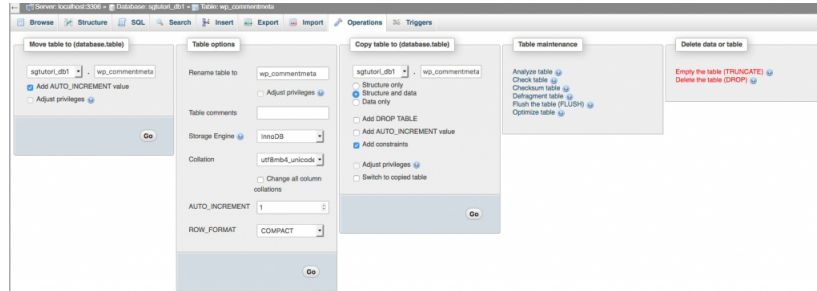 Server: localhost:3306 » Database: sgtutori_db1 » Table: wp_commentmeta
Browse Structure SQL Search Insert Export Import Operations Triggers
Move table to (database.table)
sgtutori_db1 . wp_commentmeta
Add AUTO_INCREMENT value
Adjust privileges
Go
Table options
Rename table to wp_commentmeta
Adjust privileges
Table comments
Storage Engine InnoDB
Collation utf8mb4_unicode
Change all column
collations
AUTO_INCREMENT 1
ROW_FORMAT COMPACT
Go
Copy table to (database.table)
sgtutori_db1 . wp_commentmeta
Structure only
Structure and data
Data only
Add DROP TABLE
Add AUTO_INCREMENT value
Add constraints
Adjust privileges
Switch to copied table
Go
Table maintenance
Analyze table
Check table
Checksum table
Defragment table
Flush the table (FLUSH)
Optimize table
Delete data or table
Empty the table (TRUNCATE)
Delete the table (DROP)